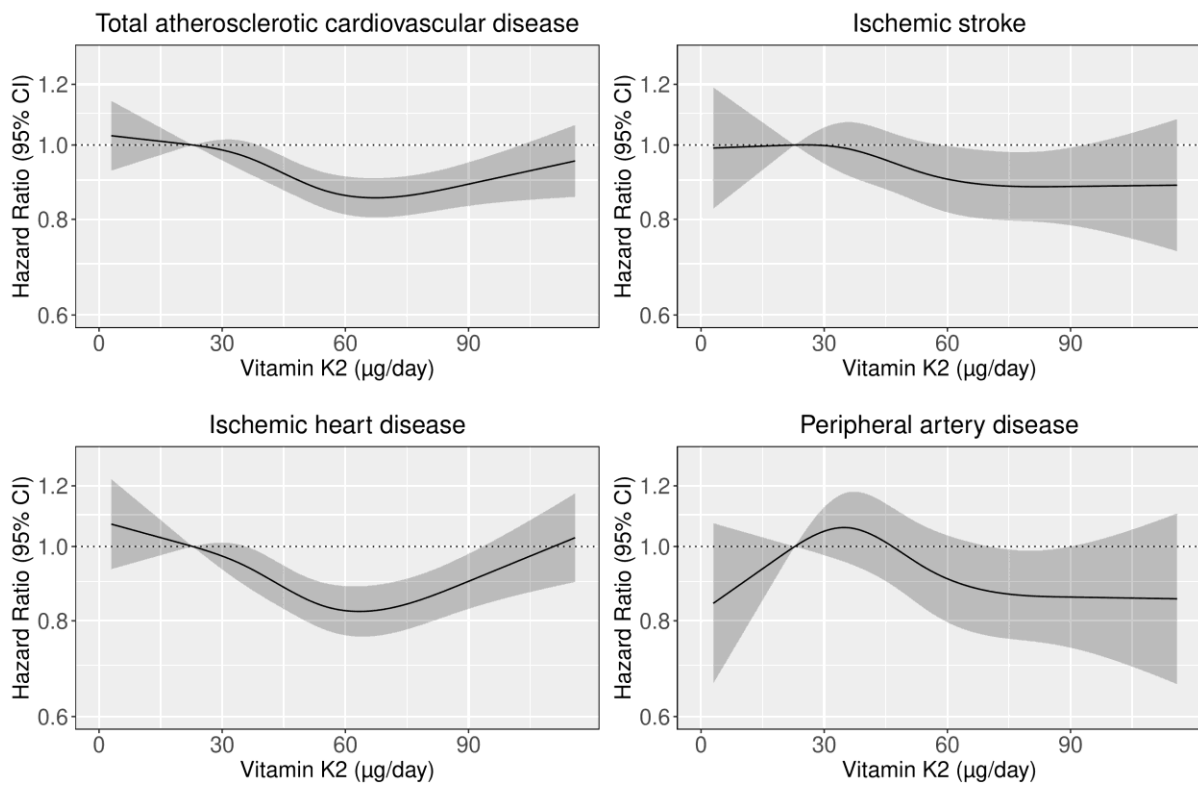 Total atherosclerotic cardiovascular disease
Hazard Ratio (95% CI)
1.2
1.0
0.8
0.6
0
30
60
90
Vitamin K2 (µg/day)
Ischemic stroke
Hazard Ratio (95% CI)
1.2
1.0
0.8
0.6
0
30
60
90
Vitamin K2 (µg/day)
Ischemic heart disease
Hazard Ratio (95% CI)
1.2
1.0
0.8
0.6
0
30
60
90
Vitamin K2 (µg/day)
Peripheral artery disease
Hazard Ratio (95% CI)
1.2
1.0
0.8
0.6
0
30
60
90
Vitamin K2 (µg/day)